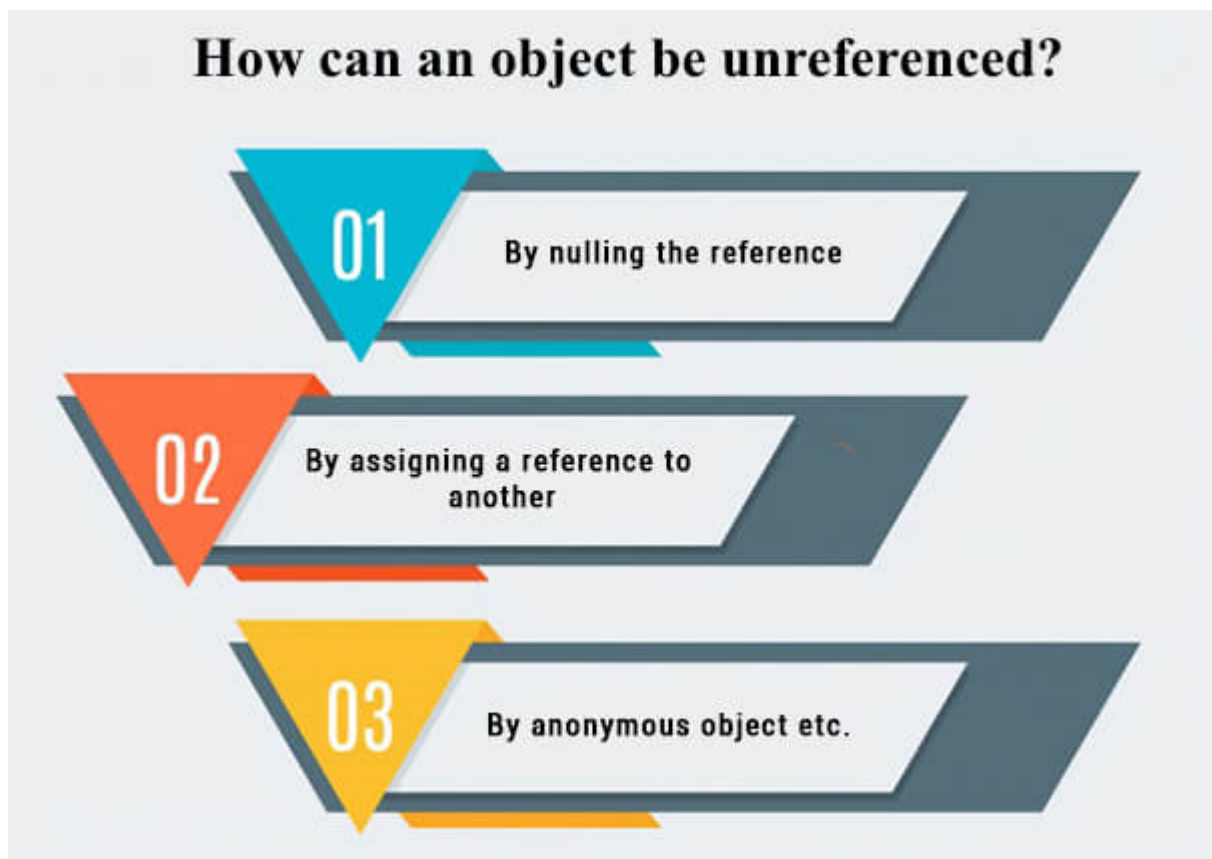 How can an object be unreferenced?
01
By nulling the reference
02
By assigning a reference to
another
03
By anonymous object etc.